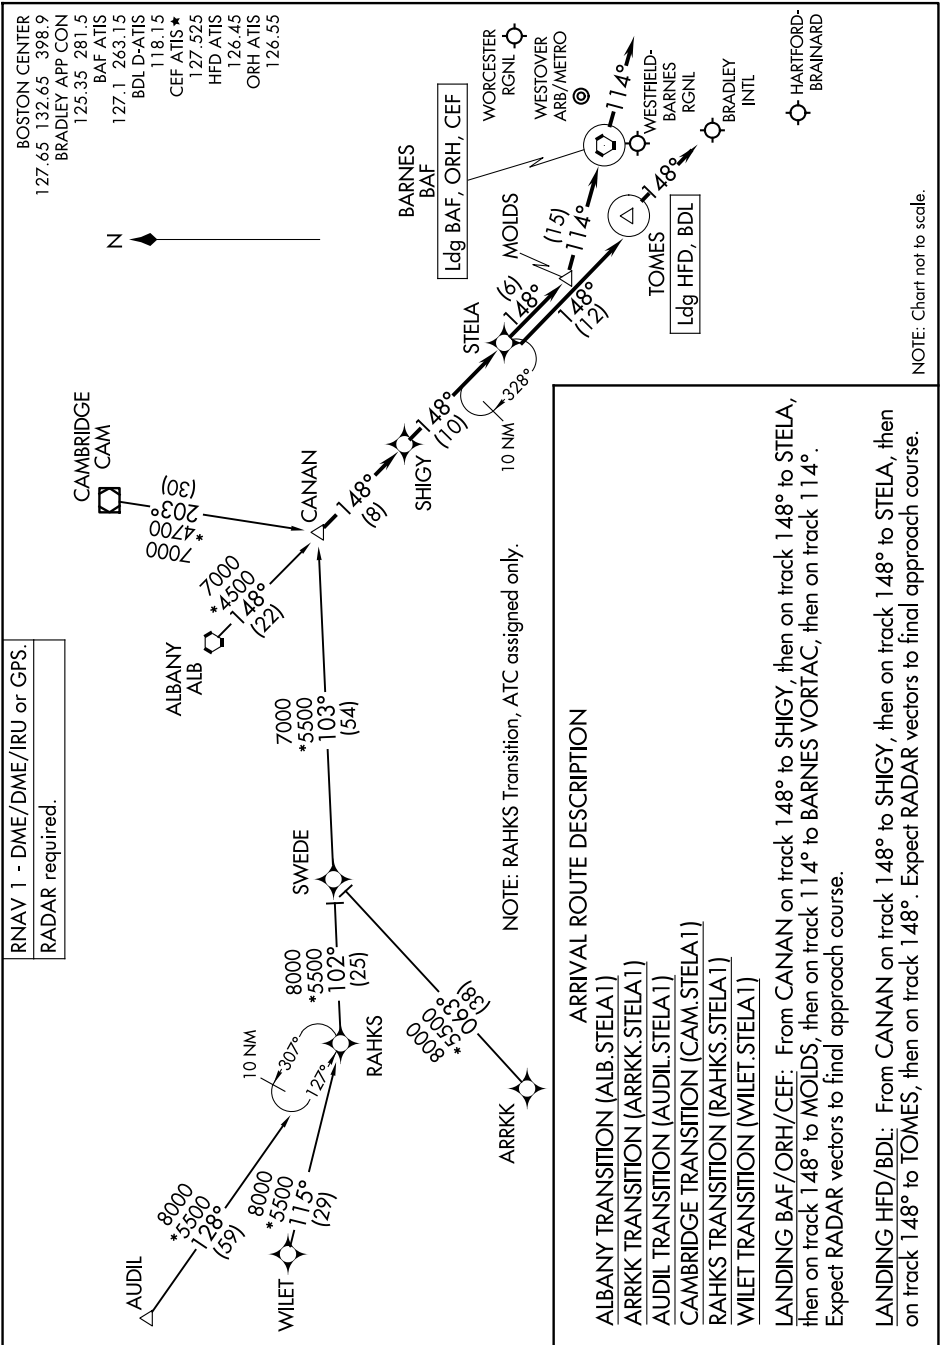 RNAV 1 - DME/DME/IRU or GPS.
RADAR required.
BOSTON CENTER
127.65 132.65 398.9
BRADLEY APP CON
125.35 281.5
BAF ATIS
127.1 263.15
BDL D-ATIS
118.15
CEF ATIS★
127.525
HFD ATIS
126.45
ORH ATIS
126.55
N
CAMBRIDGE
CAM
7000
*4700
203°
(30)
ALBANY
ALB
7000
*4500
148°
(22)
CANAN
148°
(8)
SHIGY
148°
(10)
STELA
10 NM
328°
(6)
148°
MOLDS
(15)
114°
148°
(12)
BARNES
BAF
Ldg BAF, ORH, CEF
114°
TOMES
Ldg HFD, BDL
148°
WORCESTER
RGNL
WESTOVER
ARB/METRO
WESTFIELD-
BARNES
RGNL
BRADLEY
INTL
HARTFORD-
BRAINARD
AUDIL
8000
*5500
128°
(59)
WILET
8000
*5500
115°
(29)
10 NM
307°
127°
RAHKS
8000
*5500
102°
(25)
SWEDE
7000
*5500
103°
(54)
ARRKK
8000
*5500
063°
(38)
NOTE: RAHKS Transition, ATC assigned only.
NOTE: Chart not to scale.
ARRIVAL ROUTE DESCRIPTION
ALBANY TRANSITION (ALB.STELA1)
ARRKK TRANSITION (ARRKK.STELA1)
AUDIL TRANSITION (AUDIL.STELA1)
CAMBRIDGE TRANSITION (CAM.STELA1)
RAHKS TRANSITION (RAHKS.STELA1)
WILET TRANSITION (WILET.STELA1)
LANDING BAF/ORH/CEF: From CANAN on track 148° to SHIGY, then on track 148° to STELA,
then on track 148° to MOLDS, then on track 114° to BARNES VORTAC, then on track 114°.
Expect RADAR vectors to final approach course.
LANDING HFD/BDL: From CANAN on track 148° to SHIGY, then on track 148° to STELA, then
on track 148° to TOMES, then on track 148°. Expect RADAR vectors to final approach course.